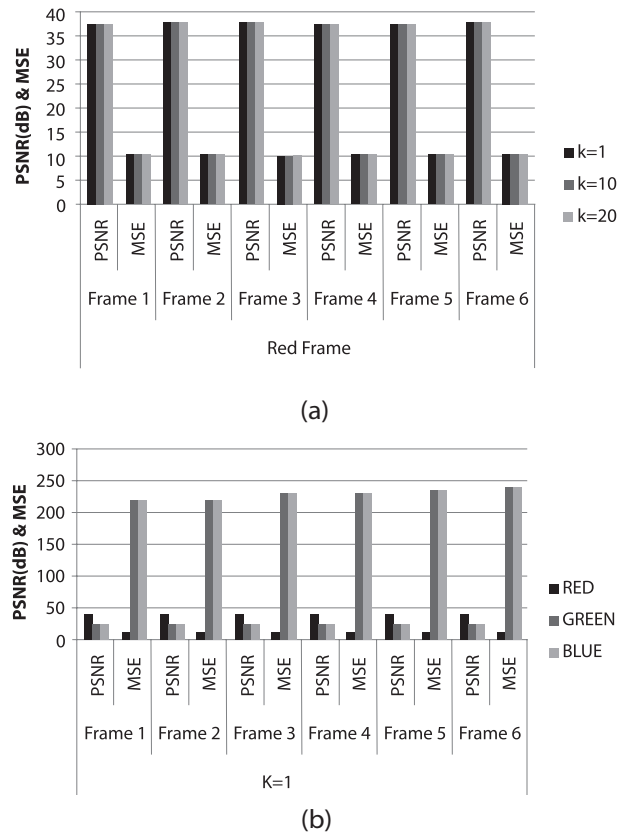 PSNR(dB) & MSE
40
35
30
25
20
15
10
5
0
PSNR MSE PSNR MSE PSNR MSE PSNR MSE PSNR MSE PSNR MSE
Frame 1 Frame 2 Frame 3 Frame 4 Frame 5 Frame 6
Red Frame
k=1
k=10
k=20
(a)
PSNR(dB) & MSE
300
250
200
150
100
50
0
PSNR MSE PSNR MSE PSNR MSE PSNR MSE PSNR MSE PSNR MSE
Frame 1 Frame 2 Frame 3 Frame 4 Frame 5 Frame 6
K=1
RED
GREEN
BLUE
(b)